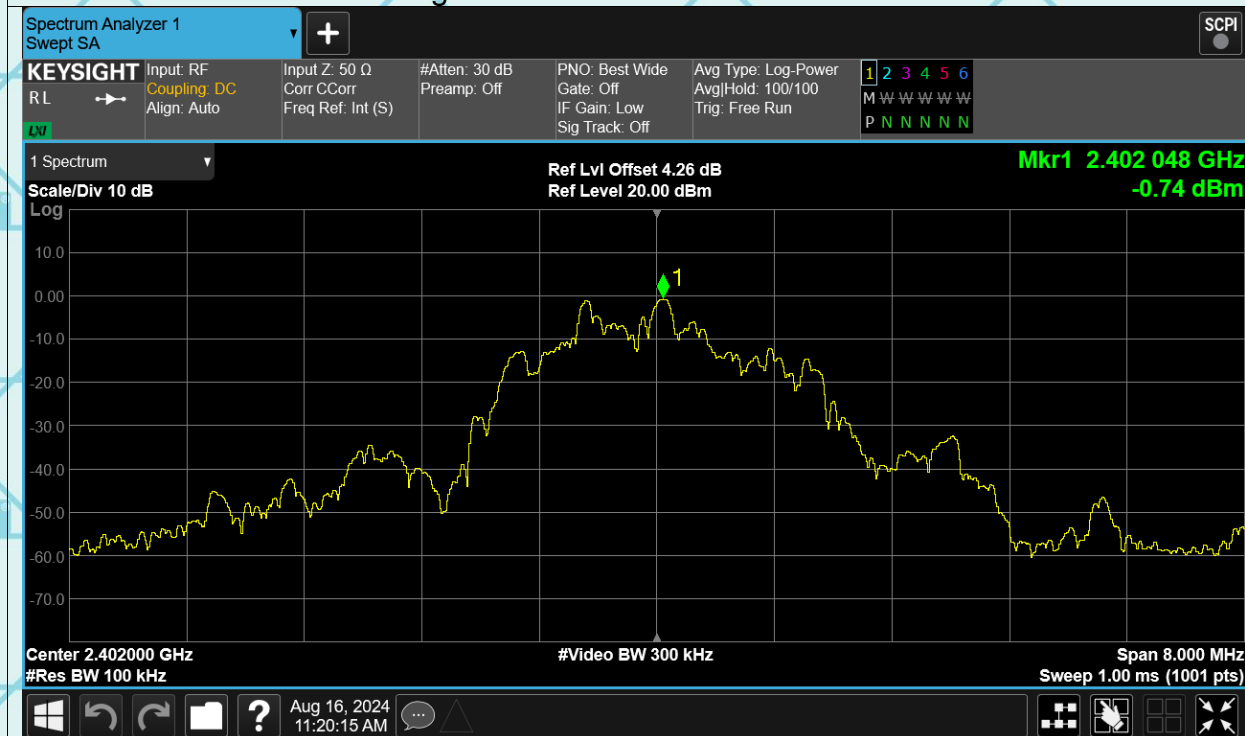 Spectrum Analyzer 1
Swept SA
+
SCPI
KEYSIGHT
RL
LXI
Input: RF
Coupling: DC
Align: Auto
Input Z: 50 Ω
Corr CCorr
Freq Ref: Int (S)
#Atten: 30 dB
Preamp: Off
PNO: Best Wide
Gate: Off
IF Gain: Low
Sig Track: Off
Avg Type: Log-Power
Avg|Hold: 100/100
Trig: Free Run
1 2 3 4 5 6
M W W W W W
P N N N N N
1 Spectrum
Scale/Div 10 dB
Log
Ref Lvl Offset 4.26 dB
Ref Level 20.00 dBm
Mkr1 2.402 048 GHz
-0.74 dBm
10.0
0.00
-10.0
-20.0
-30.0
-40.0
-50.0
-60.0
-70.0
1
Center 2.402000 GHz
#Res BW 100 kHz
#Video BW 300 kHz
Span 8.000 MHz
Sweep 1.00 ms (1001 pts)
?
Aug 16, 2024
11:20:15 AM